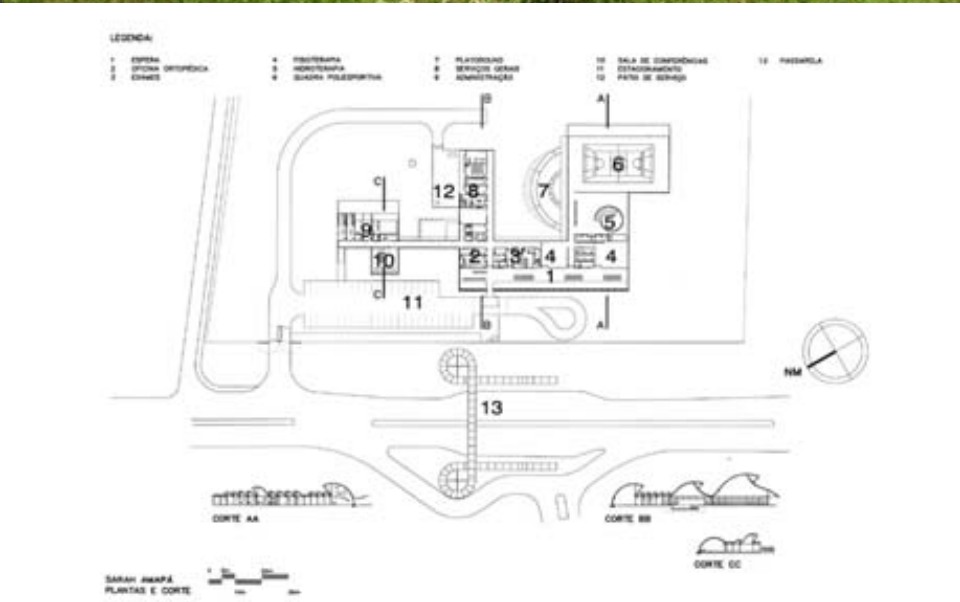 LEGENDA:
1 ESPERA
2 OFICINA ORTOPÉDICA
3 EXAMES
4 FISIOTERAPIA
5 HIDROTERAPIA
6 QUADRA POLIESPORTIVA
7 PLAYGROUND
8 SERVIÇOS GERAIS
9 ADMINISTRAÇÃO
10 SALA DE CONFERÊNCIAS
11 ESTACIONAMENTO
12 PÁTIO DE SERVIÇO
13 PASSARELA
B
A
C
12
8
7
6
5
9
10
2
3
4
4
1
C
11
B
A
NM
13
CORTE AA
CORTE BB
CORTE CC
SARAH AMAPÁ
PLANTAS E CORTE